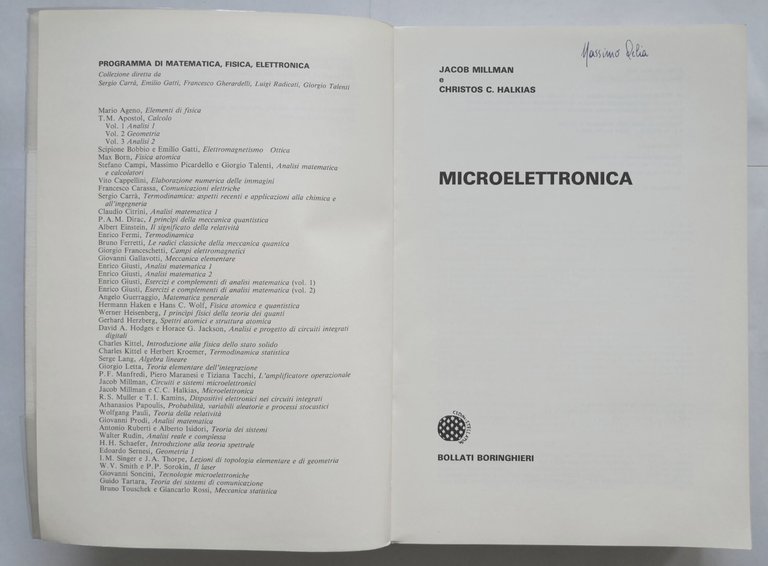 PROGRAMMA DI MATEMATICA, FISICA, ELETTRONICA
Collezione diretta da
Sergio Carrà, Emilio Gatti, Francesco Gherardelli, Luigi Radicati, Giorgio Talenti
Mario Ageno, Elementi di fisica
T.M. Apostol, Calcolo
Vol. 1 Analisi 1
Vol. 2 Geometria
Vol. 3 Analisi 2
Scipione Bobbio e Emilio Gatti, Elettromagnetismo Ottica
Max Born, Fisica atomica
Stefano Campi, Massimo Picardello e Giorgio Talenti, Analisi matematica
e calcolatori
Vito Cappellini, Elaborazione numerica delle immagini
Francesco Carassa, Comunicazioni elettriche
Sergio Carrà, Termodinamica: aspetti recenti e applicazioni alla chimica e
all'ingegneria
Claudio Citrini, Analisi matematica 1
P.A.M. Dirac, I principi della meccanica quantistica
Albert Einstein, Il significato della relatività
Enrico Fermi, Termodinamica
Bruno Ferretti, Le radici classiche della meccanica quantica
Giorgio Franceschetti, Campi elettromagnetici
Giovanni Gallavotti, Meccanica elementare
Enrico Giusti, Analisi matematica 1
Enrico Giusti, Analisi matematica 2
Enrico Giusti, Esercizi e complementi di analisi matematica (vol. 1)
Enrico Giusti, Esercizi e complementi di analisi matematica (vol. 2)
Angelo Guerraggio, Matematica generale
Hermann Haken e Hans C. Wolf, Fisica atomica e quantistica
Werner Heisenberg, I principi fisici della teoria dei quanti
Gerhard Herzberg, Spettri atomici e struttura atomica
David A. Hodges e Horace G. Jackson, Analisi e progetto di circuiti integrati
digitali
Charles Kittel, Introduzione alla fisica dello stato solido
Charles Kittel e Herbert Kroemer, Termodinamica statistica
Serge Lang, Algebra lineare
Giorgio Letta, Teoria elementare dell'integrazione
P.F. Manfredi, Piero Maranesi e Tiziana Tacchi, L'amplificatore operazionale
Jacob Millman, Circuiti e sistemi microelettronici
Jacob Millman e C.C. Halkias, Microelettronica
R.S. Muller e T.I. Kamins, Dispositivi elettronici nei circuiti integrati
Athanasios Papoulis, Probabilità, variabili aleatorie e processi stocastici
Wolfgang Pauli, Teoria della relatività
Giovanni Prodi, Analisi matematica
Antonio Ruberti e Alberto Isidori, Teoria dei sistemi
Walter Rudin, Analisi reale e complessa
H.H. Schaefer, Introduzione alla teoria spettrale
Edoardo Sernesi, Geometria 1
I.M. Singer e J.A. Thorpe, Lezioni di topologia elementare e di geometria
W.V. Smith e P.P. Sorokin, Il laser
Giovanni Soncini, Tecnologie microelettroniche
Guido Tartara, Teoria dei sistemi di comunicazione
Bruno Touschek e Giancarlo Rossi, Meccanica statistica
Massimo Delia
JACOB MILLMAN
e
CHRISTOS C. HALKIAS
MICROELETTRONICA
BOLLATI BORINGHIERI